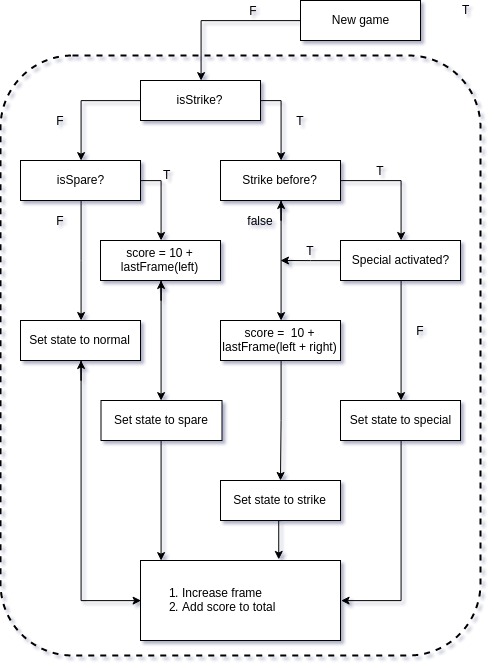 F
New game
T
isStrike?
F
T
isSpare?
T
Strike before?
T
F
false
score = 10 +
lastFrame(left)
T
Special activated?
Set state to normal
score =  10 +
lastFrame(left + right)
F
Set state to spare
Set state to special
Set state to strike
1. Increase frame
2. Add score to total